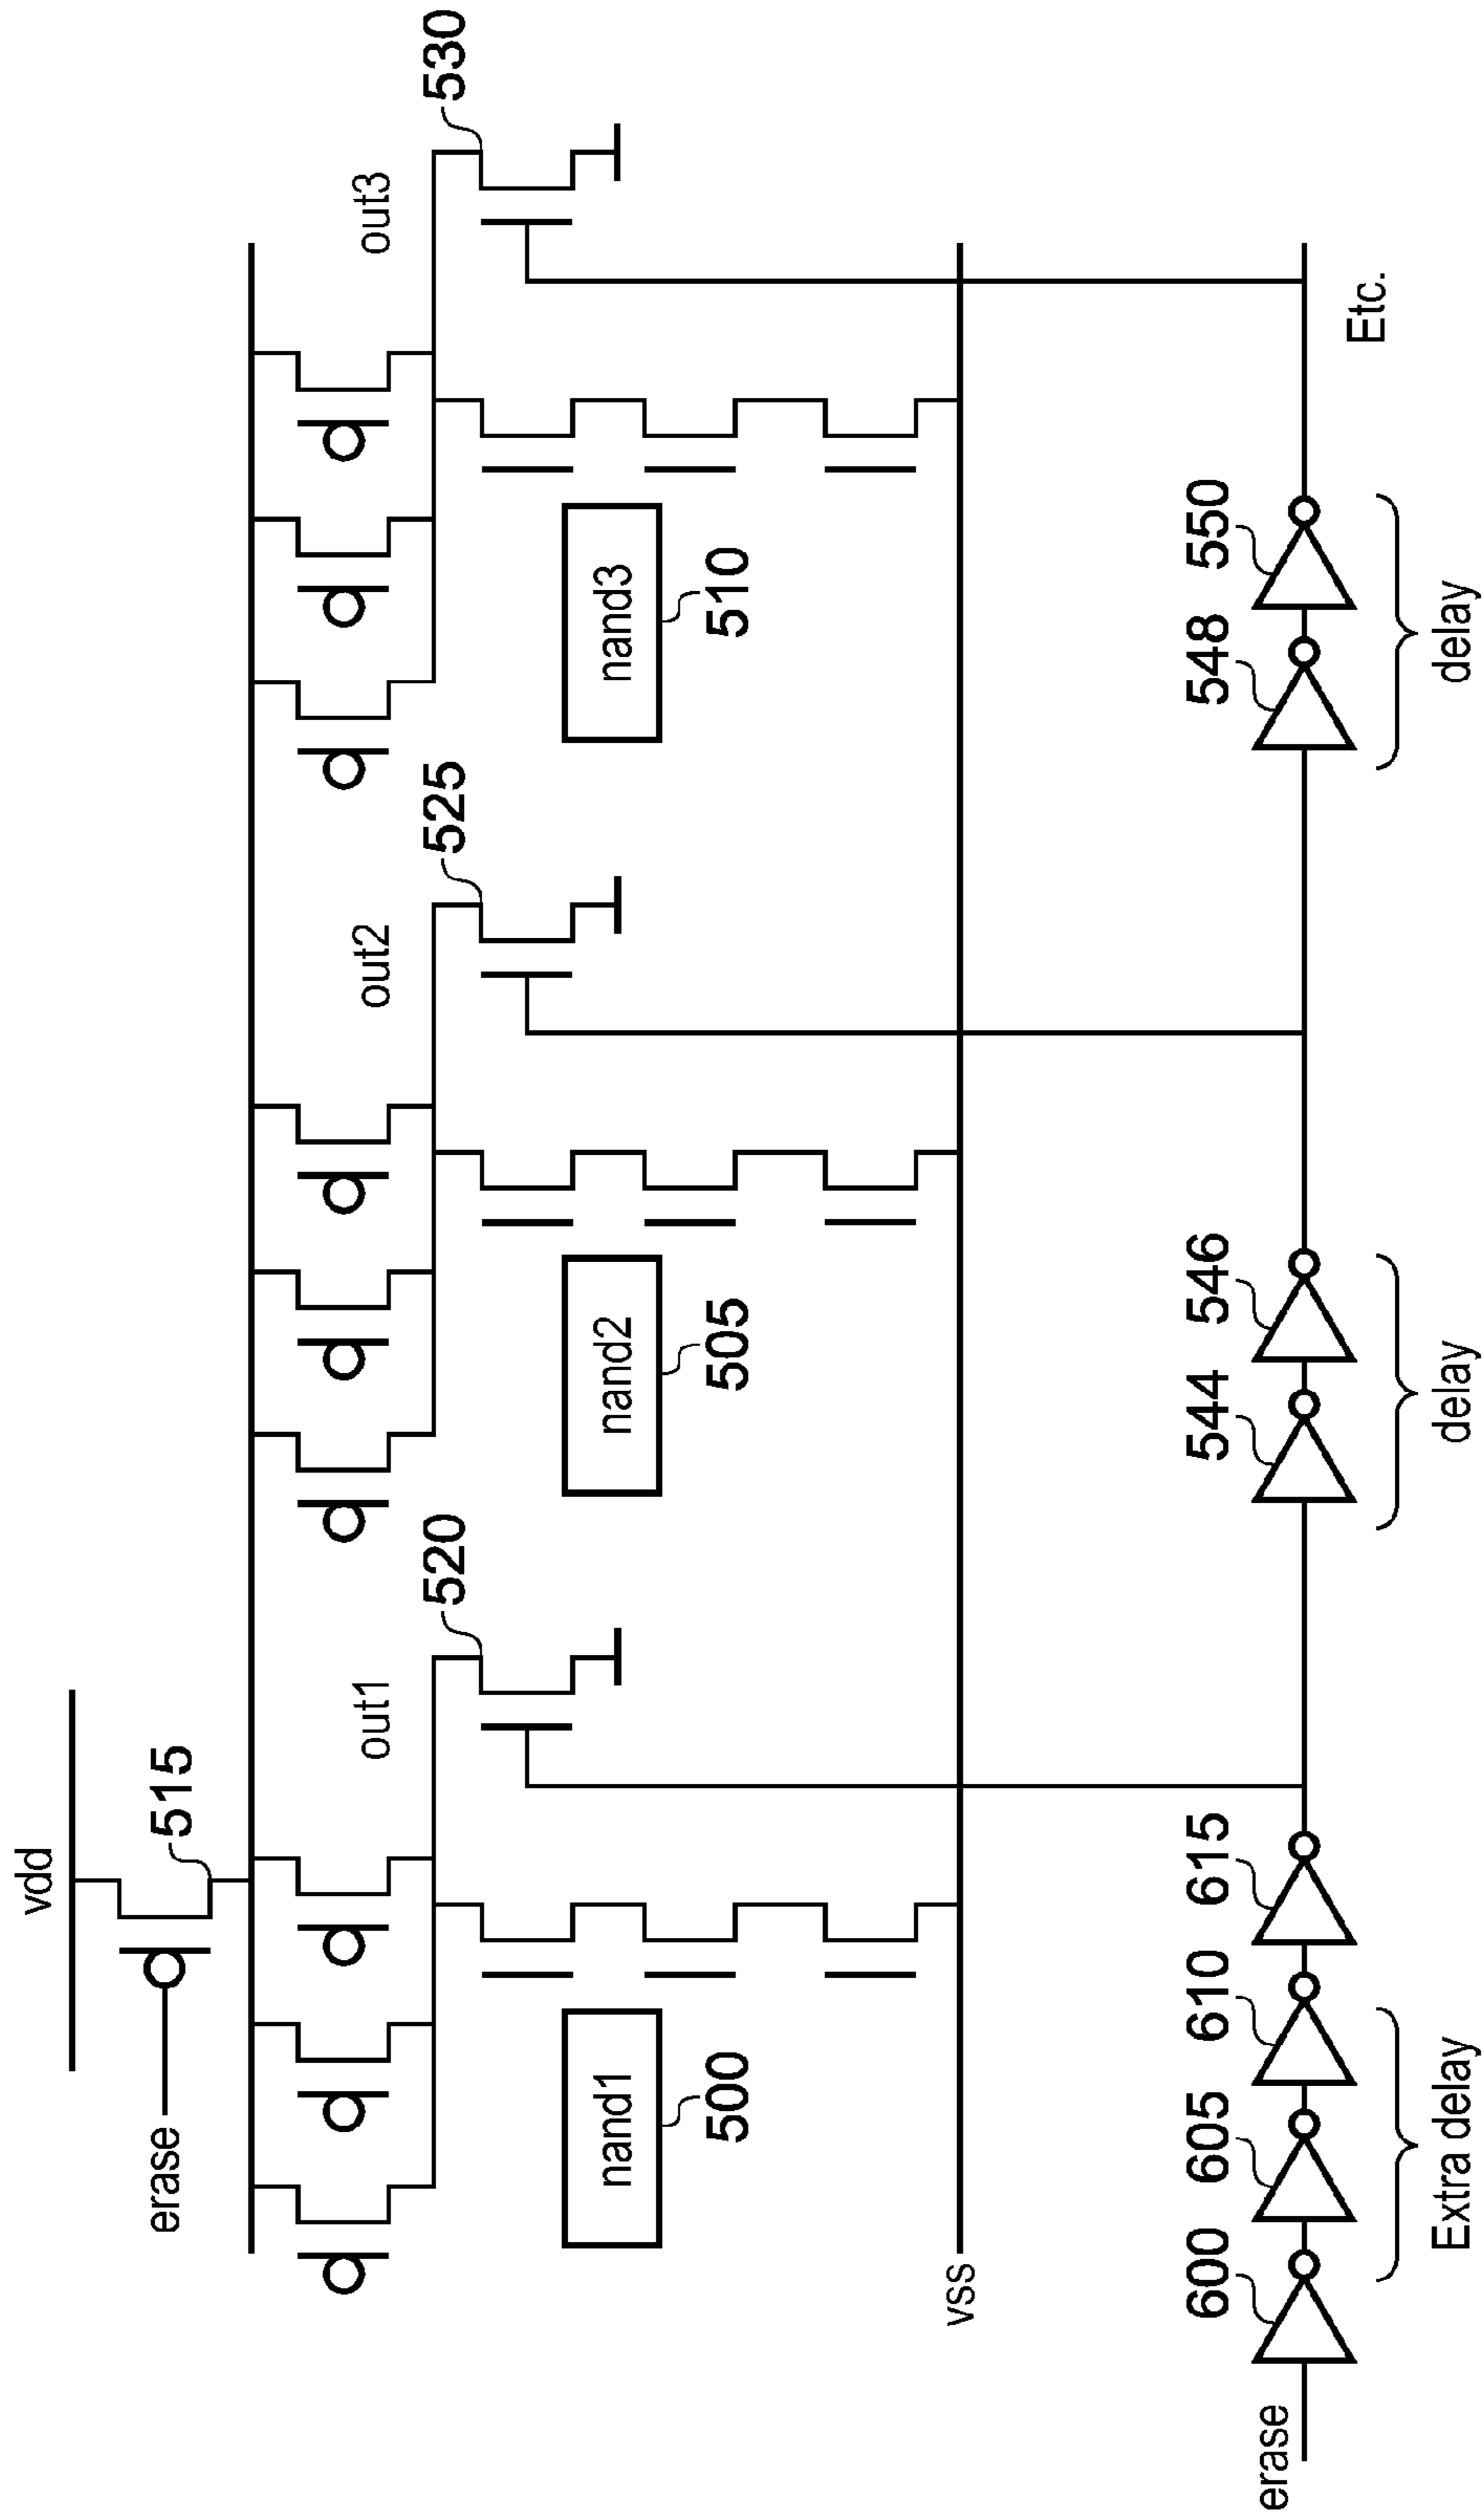 vdd
erase
515
out1
out2
out3
520
525
530
nand1
nand2
nand3
500
505
510
vss
erase
600
605
610
615
544
546
548
550
Extra delay
delay
delay
Etc.